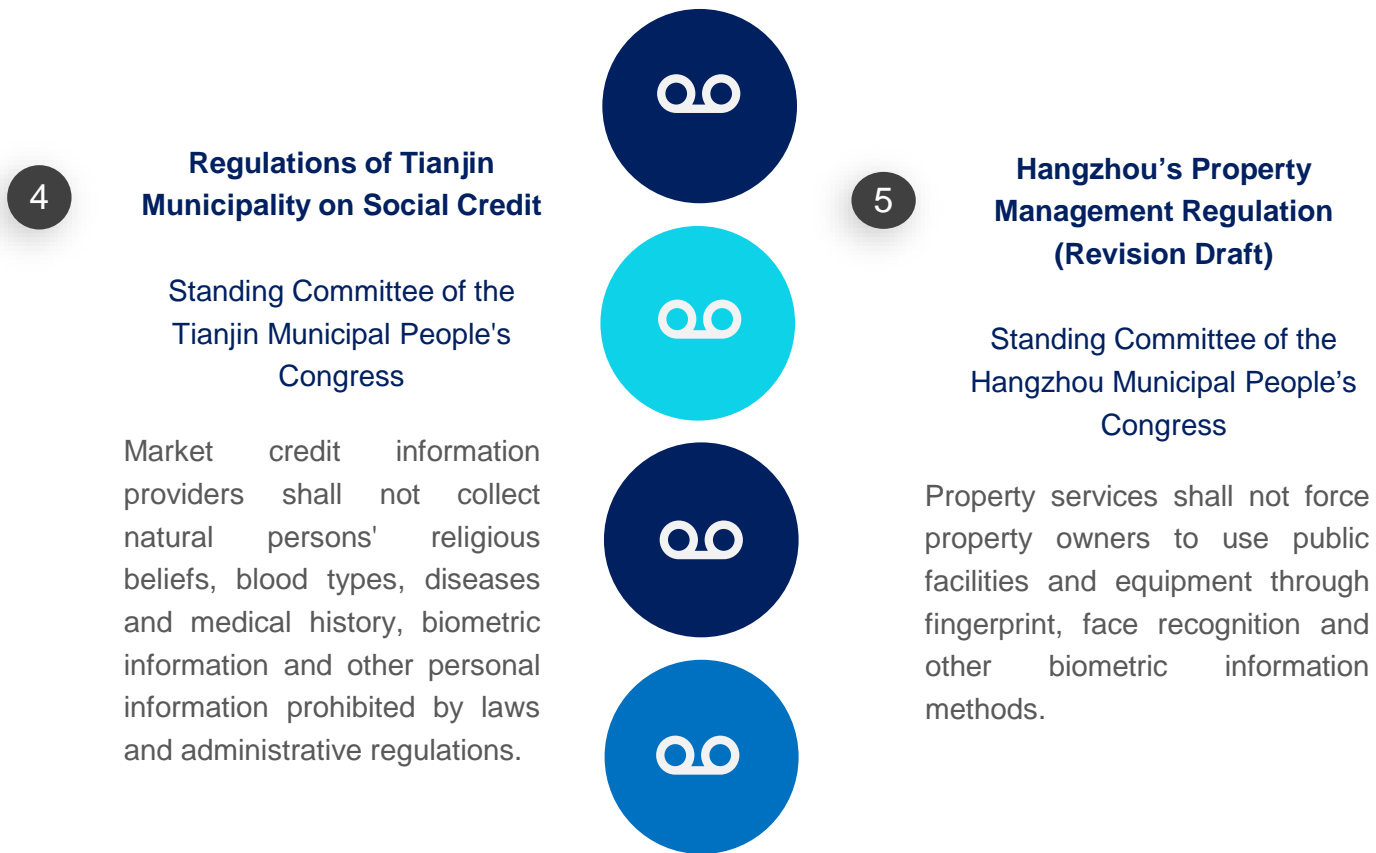 4
Regulations of Tianjin
Municipality on Social Credit
Standing Committee of the
Tianjin Municipal People's
Congress
Market credit information
providers shall not collect
natural persons' religious
beliefs, blood types, diseases
and medical history, biometric
information and other personal
information prohibited by laws
and administrative regulations.
5
Hangzhou’s Property
Management Regulation
(Revision Draft)
Standing Committee of the
Hangzhou Municipal People’s
Congress
Property services shall not force
property owners to use public
facilities and equipment through
fingerprint, face recognition and
other biometric information
methods.